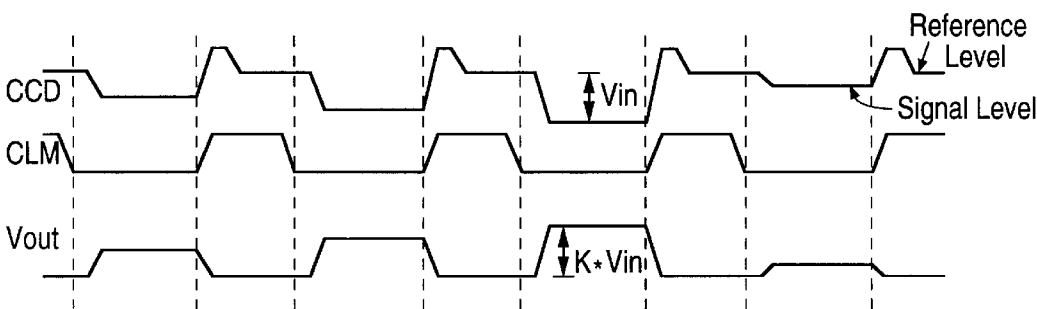 Reference
Level
CCD
Vin
Signal Level
CLM
Vout
K*Vin